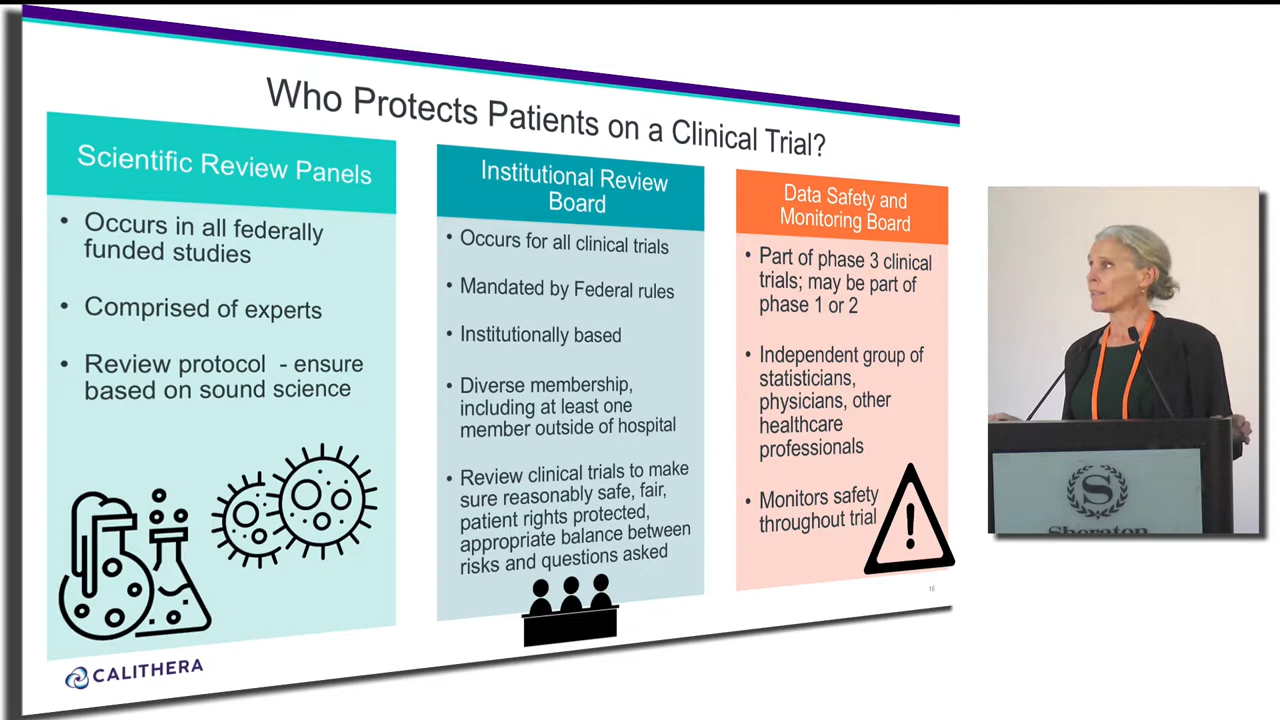 Who Protects Patients on a Clinical Trial?
Scientific Review Panels
• Occurs in all federally
funded studies
• Comprised of experts
• Review protocol - ensure
based on sound science
Institutional Review
Board
• Occurs for all clinical trials
• Mandated by Federal rules
• Institutionally based
• Diverse membership,
including at least one
member outside of hospital
• Review clinical trials to make
sure reasonably safe, fair,
patient rights protected,
appropriate balance between
risks and questions asked
Data Safety and
Monitoring Board
• Part of phase 3 clinical
trials; may be part of
phase 1 or 2
• Independent group of
statisticians,
physicians, other
healthcare
professionals
• Monitors safety
throughout trial
!
16
CALITHERA
S
Sheraton